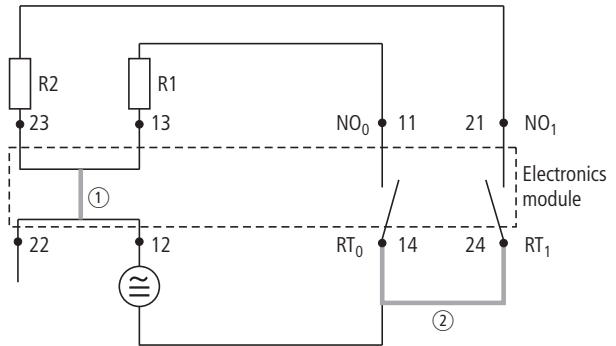 R2
R1
23
13
NO₀ 11
21 NO₁
Electronics
module
①
22
12
RT₀ 14
24 RT₁
②